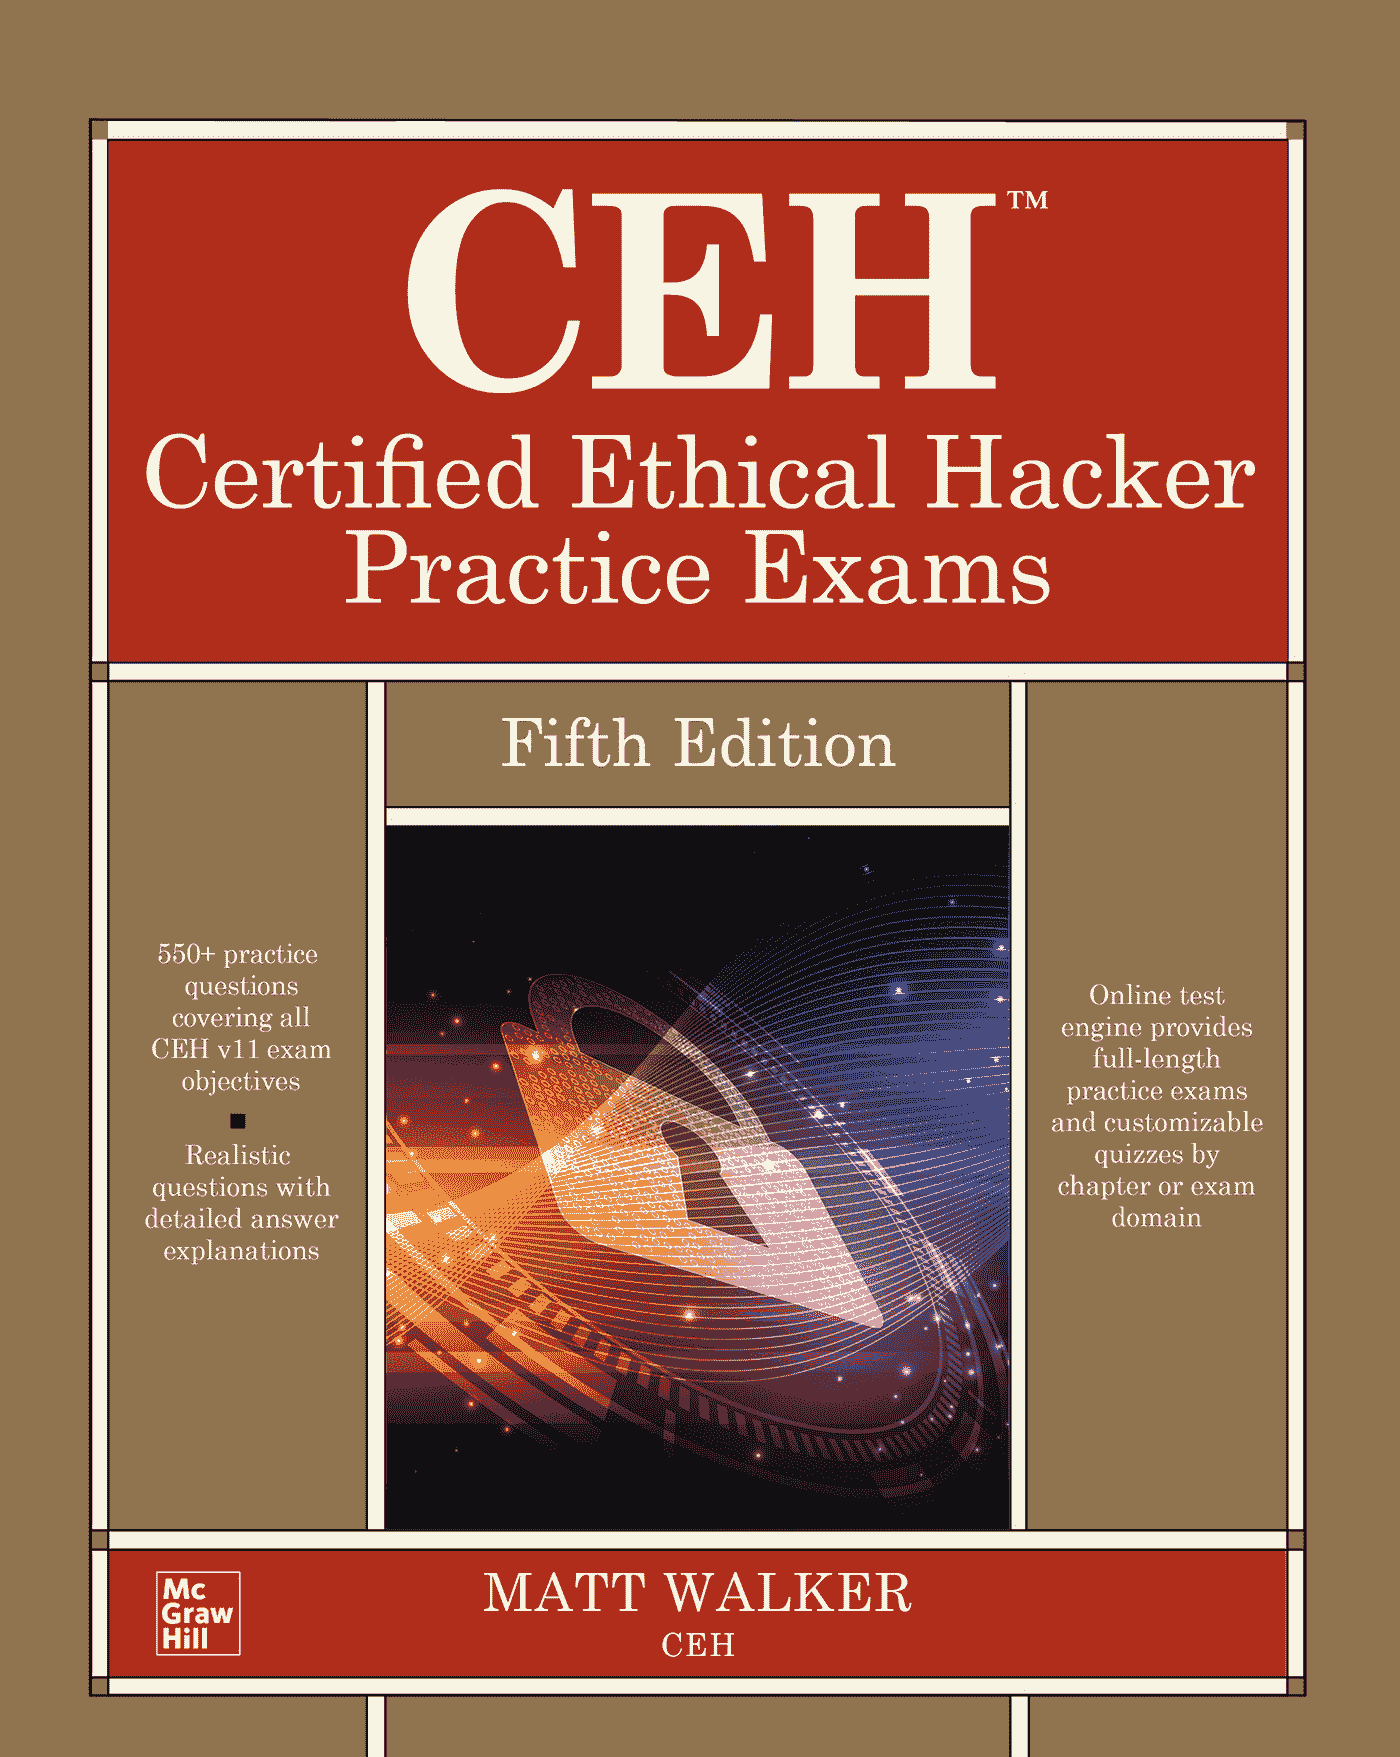 CEH™
Certified Ethical Hacker
Practice Exams
Fifth Edition
550+ practice
questions
covering all
CEH v11 exam
objectives
Realistic
questions with
detailed answer
explanations
Online test
engine provides
full-length
practice exams
and customizable
quizzes by
chapter or exam
domain
Mc
Graw
Hill
MATT WALKER
CEH